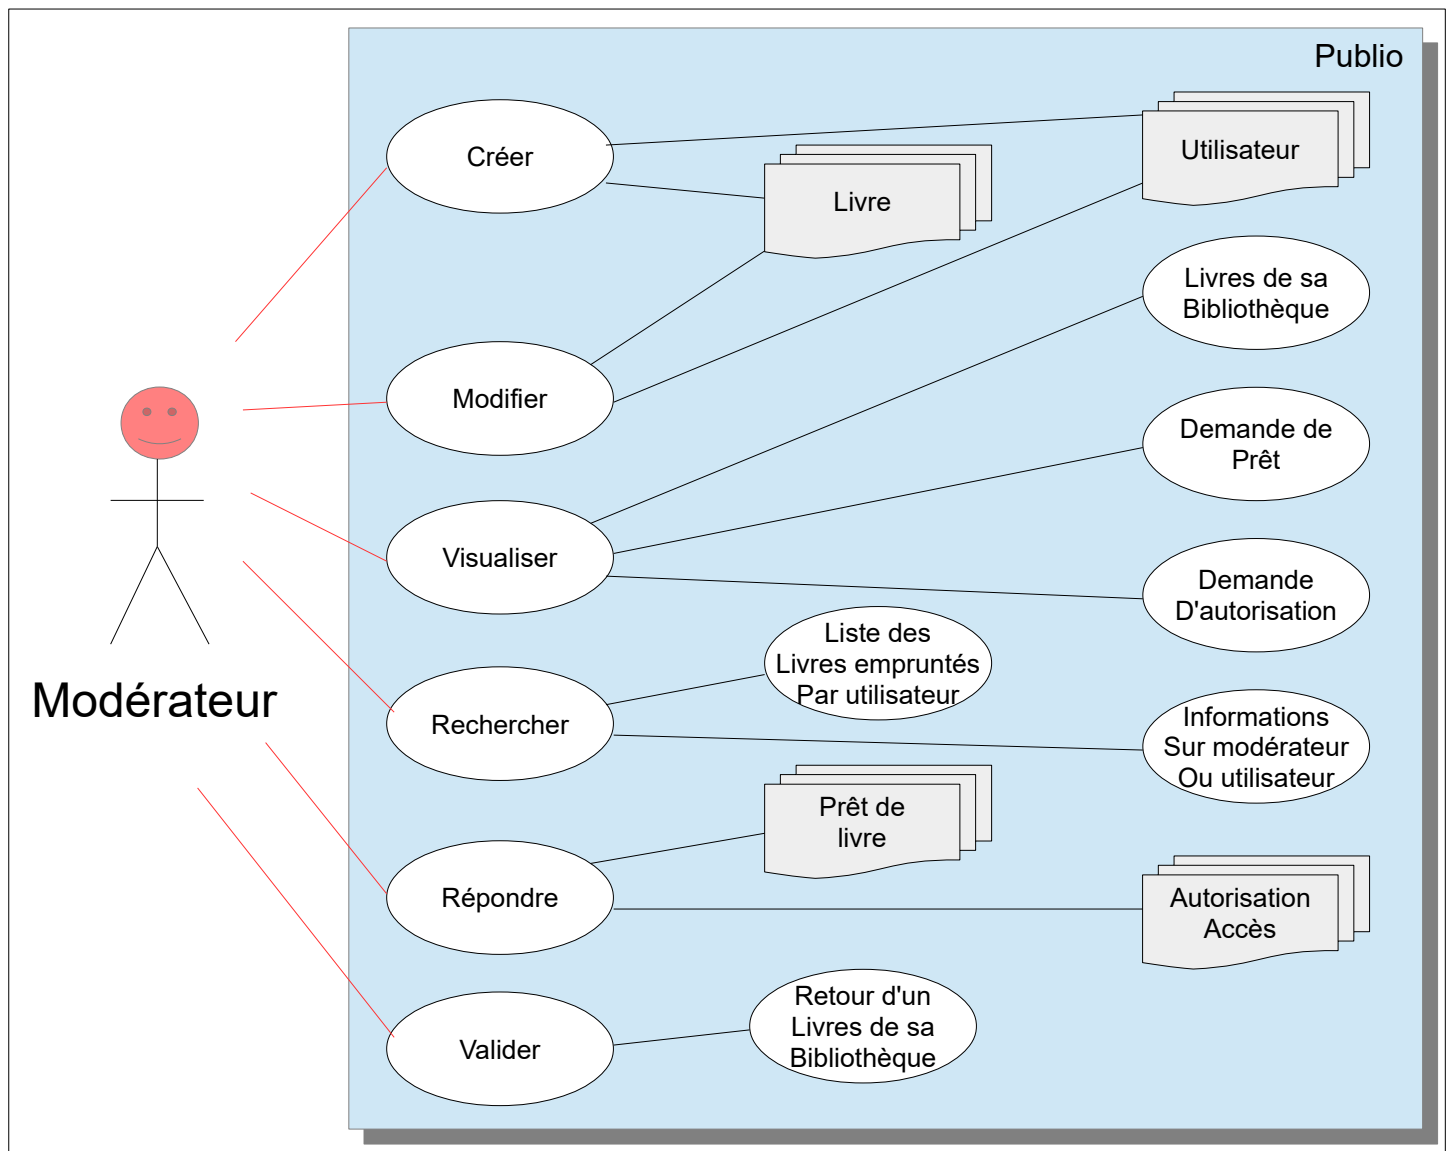 Publio
Créer
Utilisateur
Livre
Livres de sa
Bibliothèque
Modifier
Demande de
Prêt
Visualiser
Demande
D'autorisation
Liste des
Livres empruntés
Par utilisateur
Modérateur
Rechercher
Informations
Sur modérateur
Ou utilisateur
Prêt de
livre
Répondre
Autorisation
Accès
Retour d'un
Livres de sa
Bibliothèque
Valider